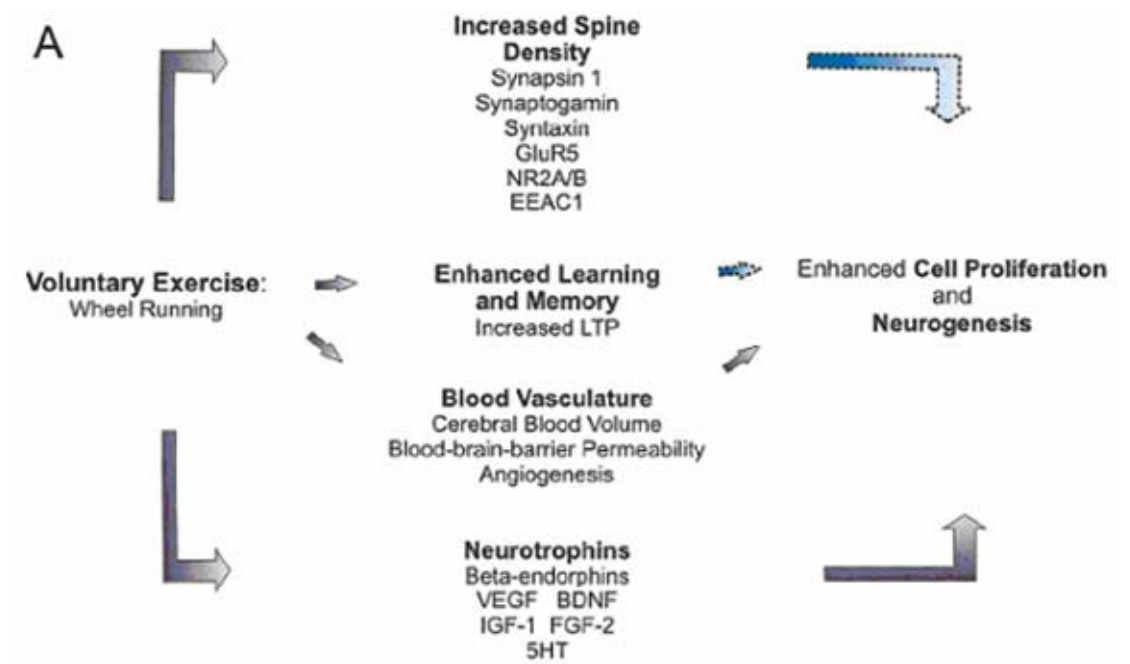 A
Increased Spine
Density
Synapsin 1
Synaptogamin
Syntaxin
GluR5
NR2A/B
EEAC1
Voluntary Exercise:
Wheel Running
Enhanced Learning
and Memory
Increased LTP
Enhanced Cell Proliferation
and
Neurogenesis
Blood Vasculature
Cerebral Blood Volume
Blood-brain-barrier Permeability
Angiogenesis
Neurotrophins
Beta-endorphins
VEGF BDNF
IGF-1 FGF-2
5HT